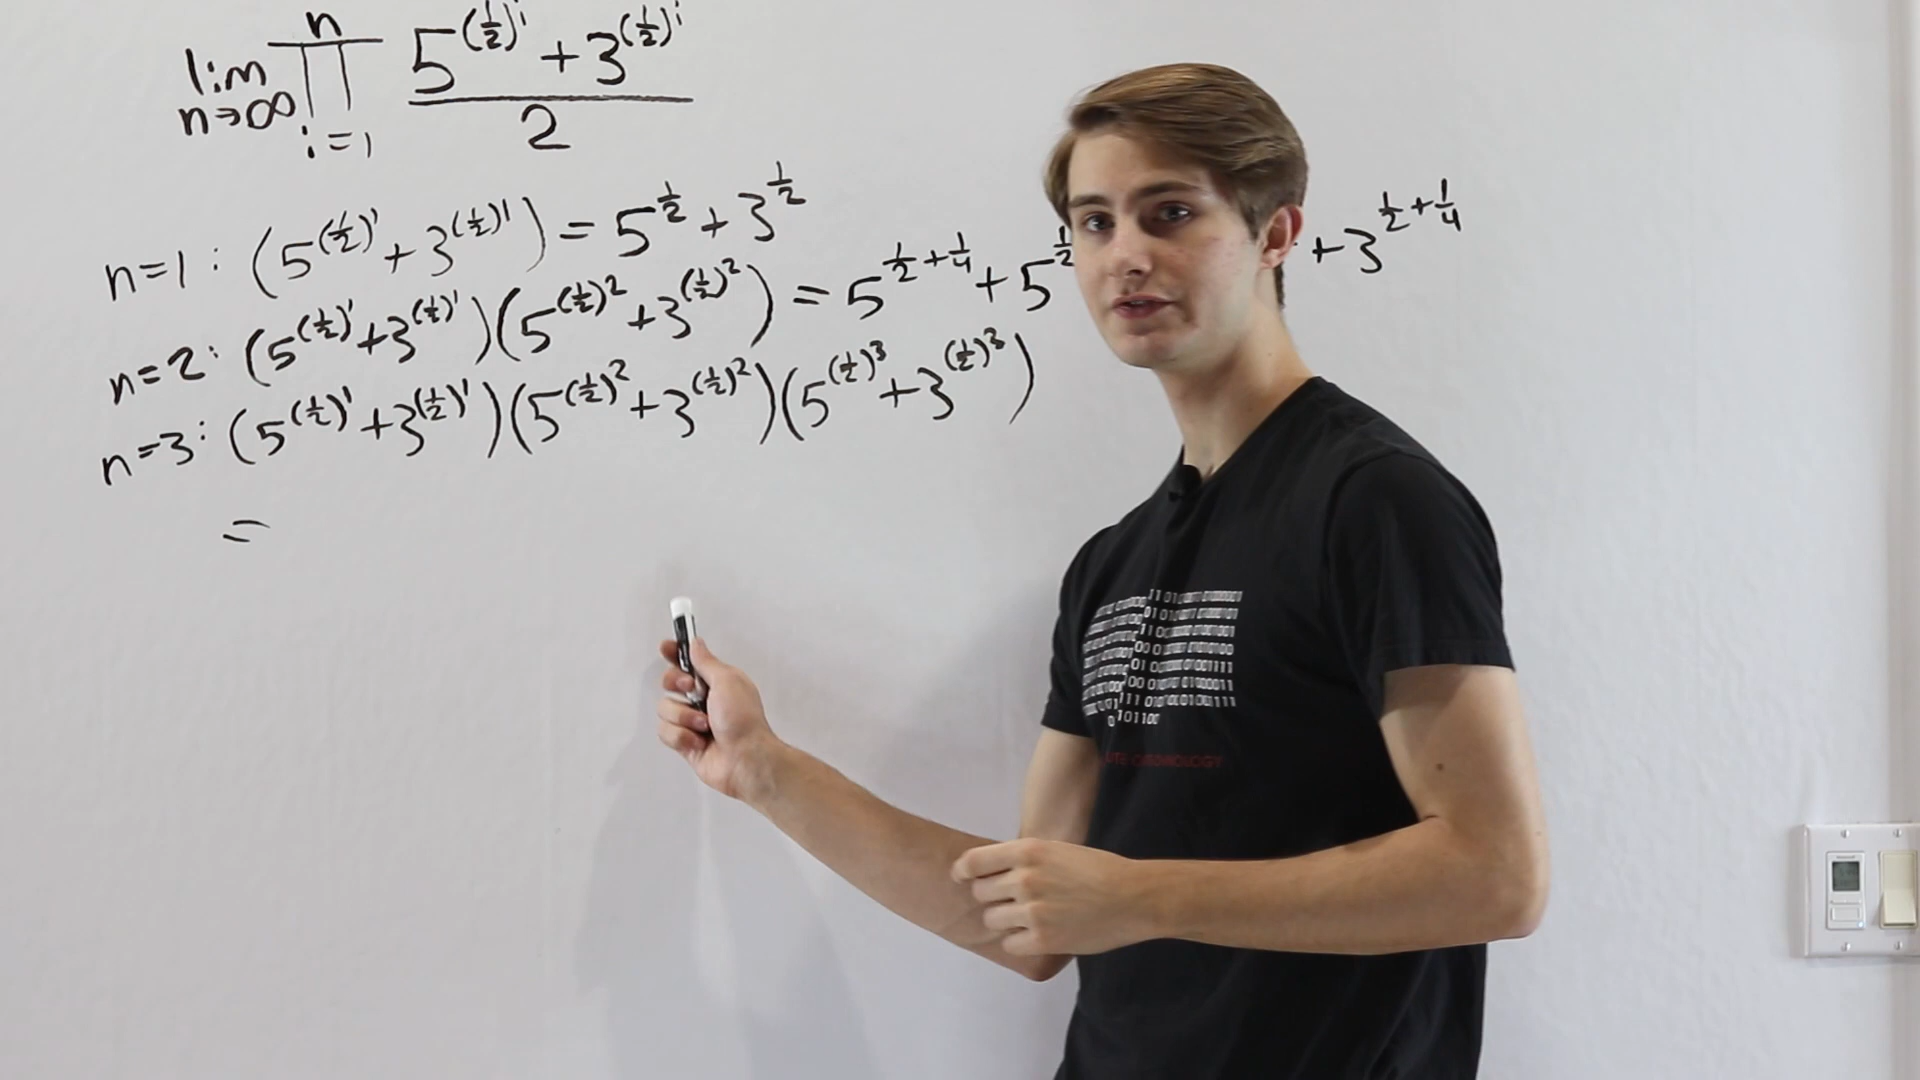 lim n→∞ ∏ i=1 n (5^(1/2)^i + 3^(1/2)^i)/2
n=1: (5^(1/2)^1 + 3^(1/2)^1) = 5^1/2 + 3^1/2
n=2: (5^(1/2)^1 + 3^(1/2)^1)(5^(1/2)^2 + 3^(1/2)^2) = 5^1/2+1/4 + 5^1/2 + 3^1/2+1/4
n=3: (5^(1/2)^1 + 3^(1/2)^1)(5^(1/2)^2 + 3^(1/2)^2)(5^(1/2)^3 + 3^(1/2)^3)
=